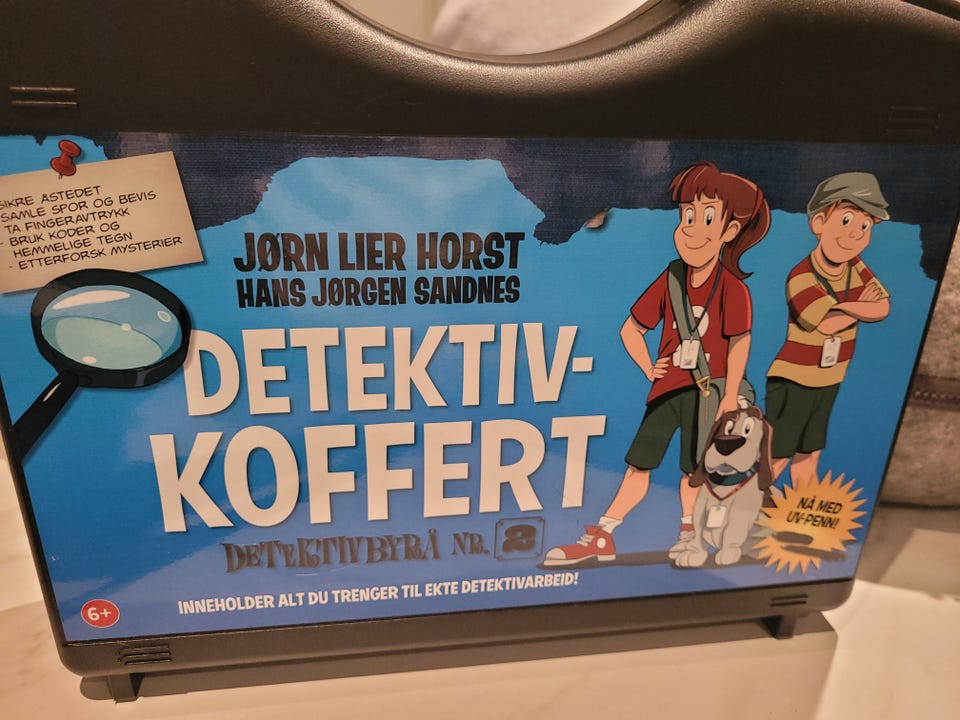 SIKRE ÅSTEDET
SAMLE SPOR OG BEVIS
TA FINGERAVTRYKK
- BRUK KODER OG
HEMMELIGE TEGN
- ETTERFORSK MYSTERIER
JØRN LIER HORST
HANS JØRGEN SANDNES
DETEKTIV-
KOFFERT
DETEKTIVBYRÅ NR. 2
NÅ MED
UV-PENN!
INNEHOLDER ALT DU TRENGER TIL EKTE DETEKTIVARBEID!
6+